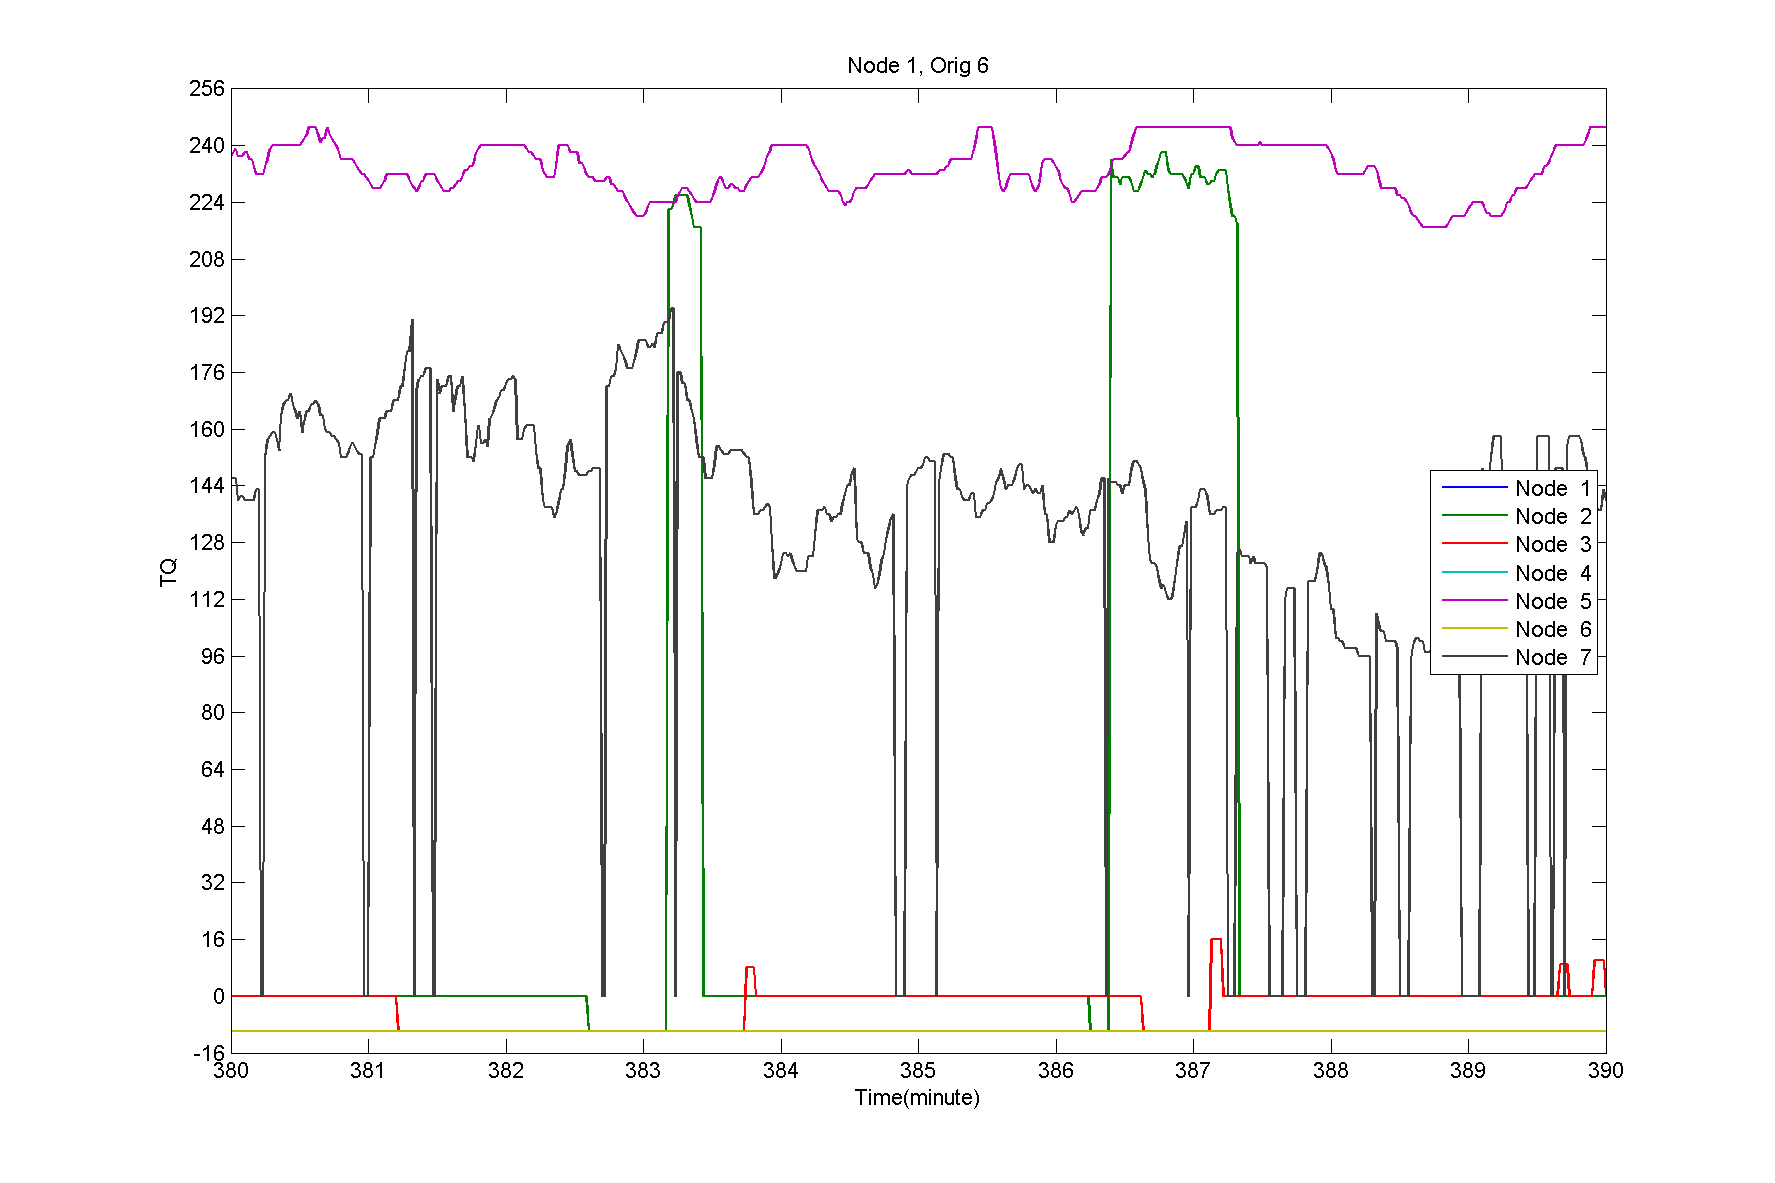 Node 1, Orig 6
256
240
224
208
192
176
160
144
128
112
96
80
64
48
32
16
0
-16
TQ
Node 1
Node 2
Node 3
Node 4
Node 5
Node 6
Node 7
380 381 382 383 384 385 386 387 388 389 390
Time(minute)